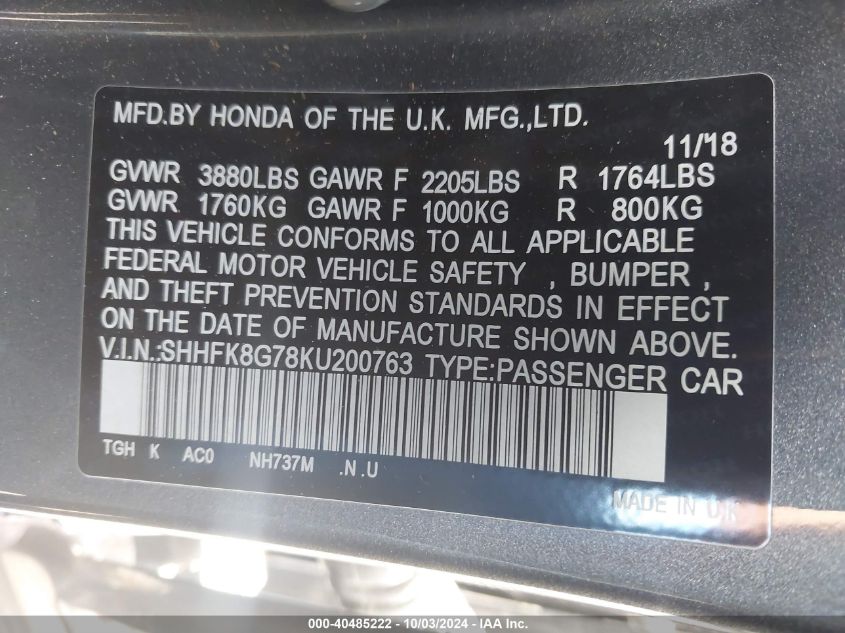 MFD.BY HONDA OF THE U.K. MFG.,LTD.
11/18
GVWR 3880LBS GAWR F 2205LBS R 1764LBS
GVWR 1760KG GAWR F 1000KG R 800KG
THIS VEHICLE CONFORMS TO ALL APPLICABLE
FEDERAL MOTOR VEHICLE SAFETY , BUMPER ,
AND THEFT PREVENTION STANDARDS IN EFFECT
ON THE DATE OF MANUFACTURE SHOWN ABOVE.
V.I.N.:SHHFK8G78KU200763 TYPE:PASSENGER CAR
TGH K AC0 NH737M .N.U
MADE IN U.K
000-40485222 - 10/03/2024 - IAAI - Copart, Inc.